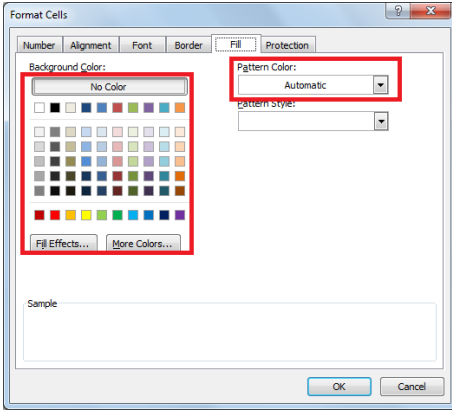 Format Cells
Number Alignment Font Border Fill Protection
Background Color:
No Color
Fill Effects...
More Colors...
Pattern Color:
Automatic
Pattern Style:
Sample
OK
Cancel